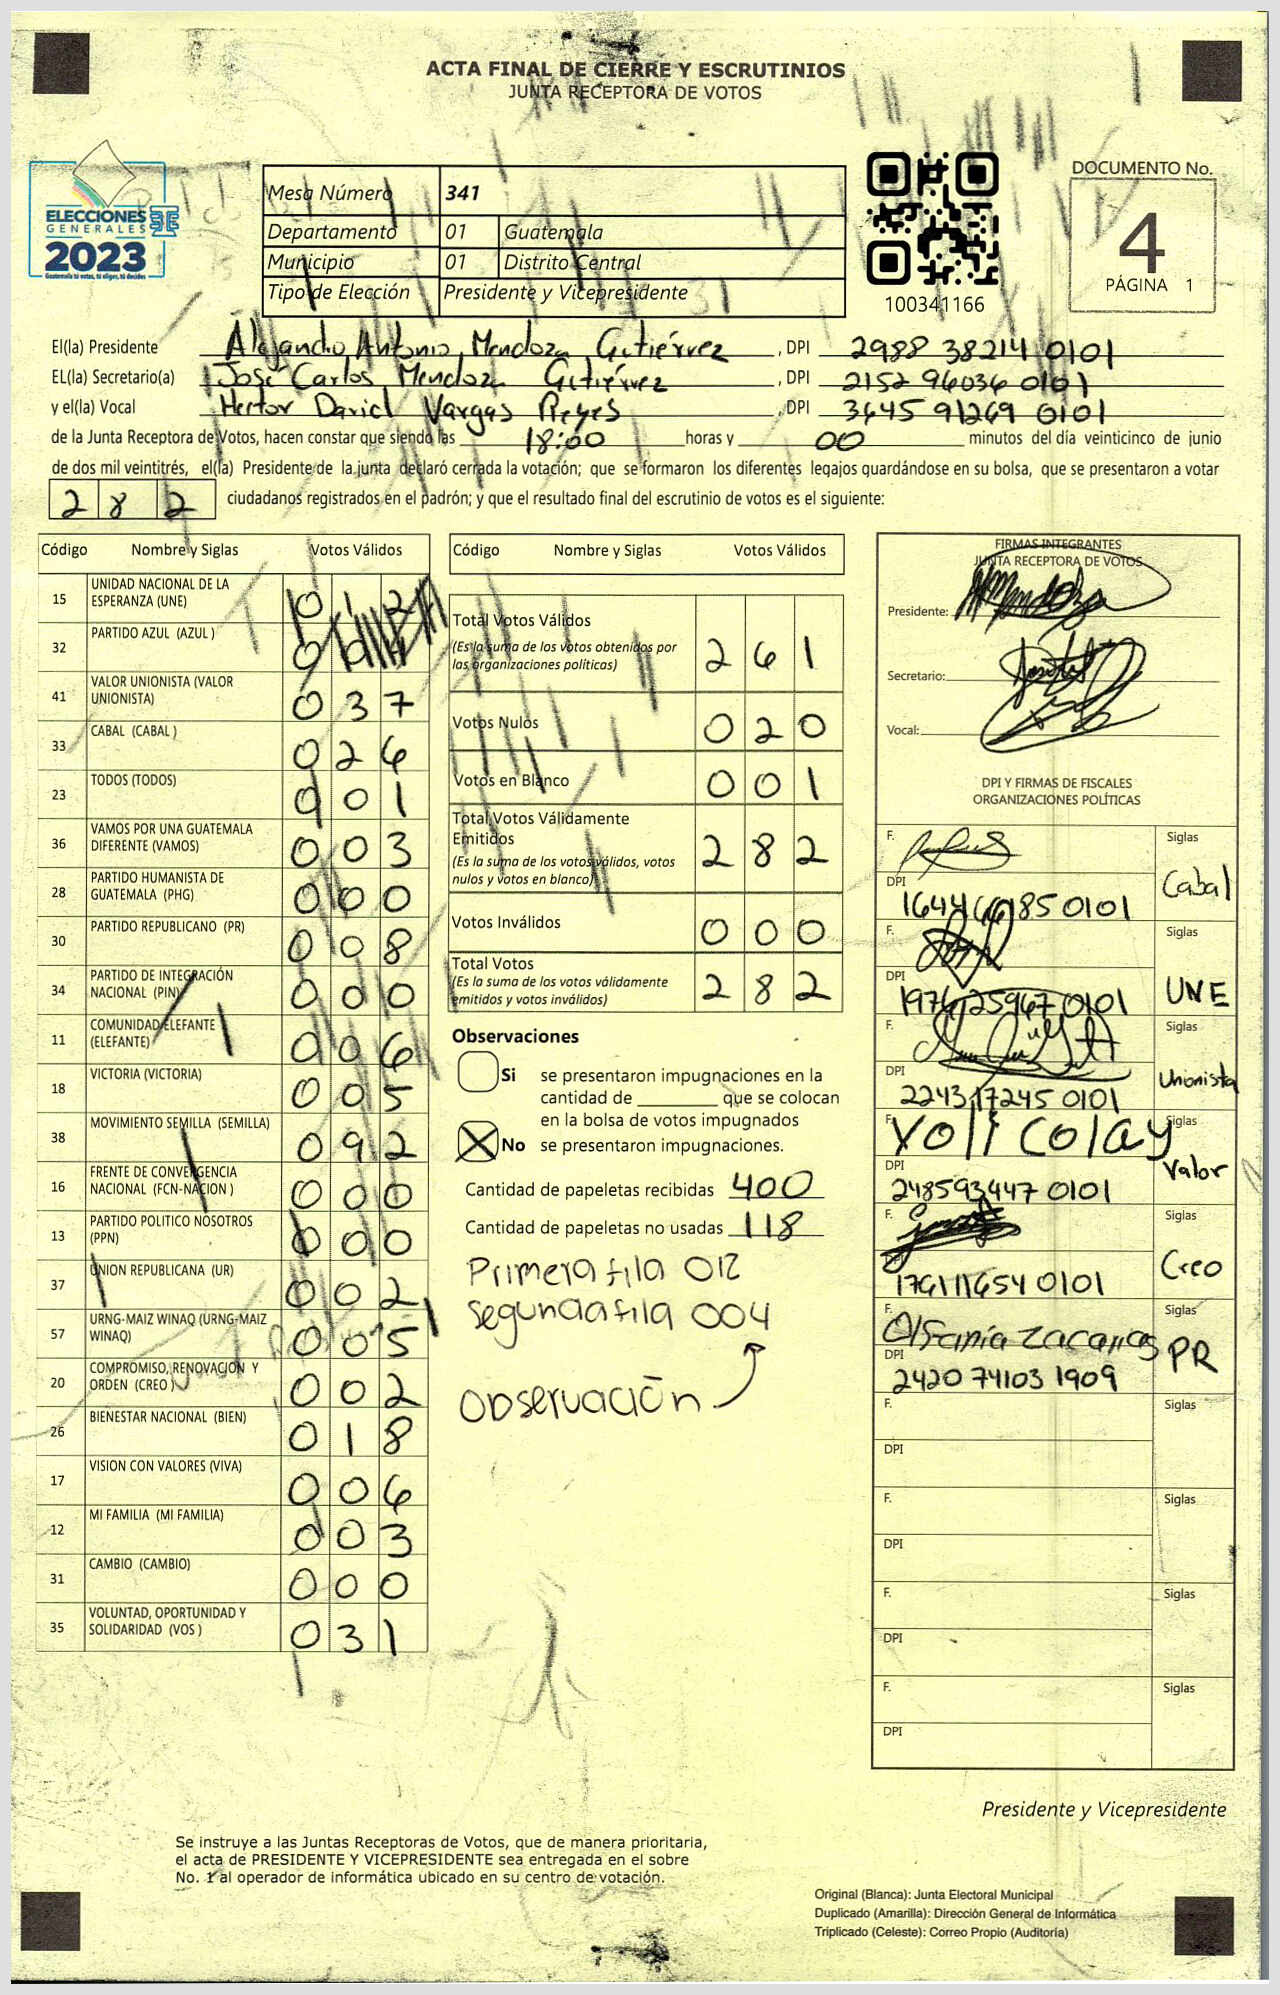 ACTA FINAL DE CIERRE Y ESCRUTINIOS
JUNTA RECEPTORA DE VOTOS
ELECCIONES
GENERALES
2023
Guatemala tú votas, tú eliges, tú decides
Mesa Número 341
Departamento 01 Guatemala
Municipio 01 Distrito Central
Tipo de Elección Presidente y Vicepresidente
100341166
DOCUMENTO No.
4
PÁGINA 1
El(la) Presidente Alejandro Antonio Mendoza Gutiérrez, DPI 2988 38214 0101
EL(la) Secretario(a) José Carlos Mendoza Gutiérrez, DPI 2152 96036 0101
y el(la) Vocal Hector David Vargas Reyes, DPI 3645 91269 0101
de la Junta Receptora de Votos, hacen constar que siendo las 18:00 horas y 00 minutos del día veinticinco de junio
de dos mil veintitrés, el(la) Presidente de la junta declaró cerrada la votación; que se formaron los diferentes legajos guardándose en su bolsa, que se presentaron a votar
282 ciudadanos registrados en el padrón; y que el resultado final del escrutinio de votos es el siguiente:
Código Nombre y Siglas Votos Válidos
15 UNIDAD NACIONAL DE LA ESPERANZA (UNE) 0 1 2
32 PARTIDO AZUL (AZUL )
41 VALOR UNIONISTA (VALOR UNIONISTA) 0 3 7
33 CABAL (CABAL ) 0 2 6
23 TODOS (TODOS) 0 0 1
36 VAMOS POR UNA GUATEMALA DIFERENTE (VAMOS) 0 0 3
28 PARTIDO HUMANISTA DE GUATEMALA (PHG) 0 0 0
30 PARTIDO REPUBLICANO (PR) 0 0 8
34 PARTIDO DE INTEGRACIÓN NACIONAL (PIN) 0 0 0
11 COMUNIDAD ELEFANTE (ELEFANTE) 0 0 6
18 VICTORIA (VICTORIA) 0 0 5
38 MOVIMIENTO SEMILLA (SEMILLA) 0 9 2
16 FRENTE DE CONVERGENCIA NACIONAL (FCN-NACION ) 0 0 0
13 PARTIDO POLITICO NOSOTROS (PPN) 0 0 0
37 UNION REPUBLICANA (UR) 0 0 2
57 URNG-MAIZ WINAQ (URNG-MAIZ WINAQ) 0 0 5
20 COMPROMISO, RENOVACION Y ORDEN (CREO ) 0 0 2
26 BIENESTAR NACIONAL (BIEN) 0 1 8
17 VISION CON VALORES (VIVA) 0 0 6
12 MI FAMILIA (MI FAMILIA) 0 0 3
31 CAMBIO (CAMBIO) 0 0 0
35 VOLUNTAD, OPORTUNIDAD Y SOLIDARIDAD (VOS ) 0 3 1
Código Nombre y Siglas Votos Válidos
Total Votos Válidos 2 6 1
(Es la suma de los votos obtenidos por
las organizaciones políticas)
Votos Nulos 0 2 0
Votos en Blanco 0 0 1
Total Votos Válidamente
Emitidos 2 8 2
(Es la suma de los votos válidos, votos
nulos y votos en blanco)
Votos Inválidos 0 0 0
Total Votos 2 8 2
(Es la suma de los votos válidamente
emitidos y votos inválidos)
Observaciones
Si se presentaron impugnaciones en la
cantidad de ________ que se colocan
en la bolsa de votos impugnados
X No se presentaron impugnaciones.
Cantidad de papeletas recibidas 400
Cantidad de papeletas no usadas 118
Primera fila 012
segunda fila 004
Observación
FIRMAS INTEGRANTES
JUNTA RECEPTORA DE VOTOS
Presidente: Mendoza
Secretario:
Vocal:
DPI Y FIRMAS DE FISCALES
ORGANIZACIONES POLÍTICAS
F. Siglas
DPI Cabal
F. Siglas
DPI UNE
F. Siglas
DPI 2243 17245 0101 Unionista
F. Siglas
DPI 248593447 0101 Valor
F. Siglas
DPI 176111654 0101 Creo
F. Zacarias Siglas
DPI 2420 74103 1909 PR
F. Siglas
DPI
F. Siglas
DPI
F. Siglas
DPI
F. Siglas
DPI
Presidente y Vicepresidente
Se instruye a las Juntas Receptoras de Votos, que de manera prioritaria,
el acta de PRESIDENTE Y VICEPRESIDENTE sea entregada en el sobre
No. 1 al operador de informática ubicado en su centro de votación.
Original (Blanca): Junta Electoral Municipal
Duplicado (Amarilla): Dirección General de Informática
Triplicado (Celeste): Correo Propio (Auditoría)